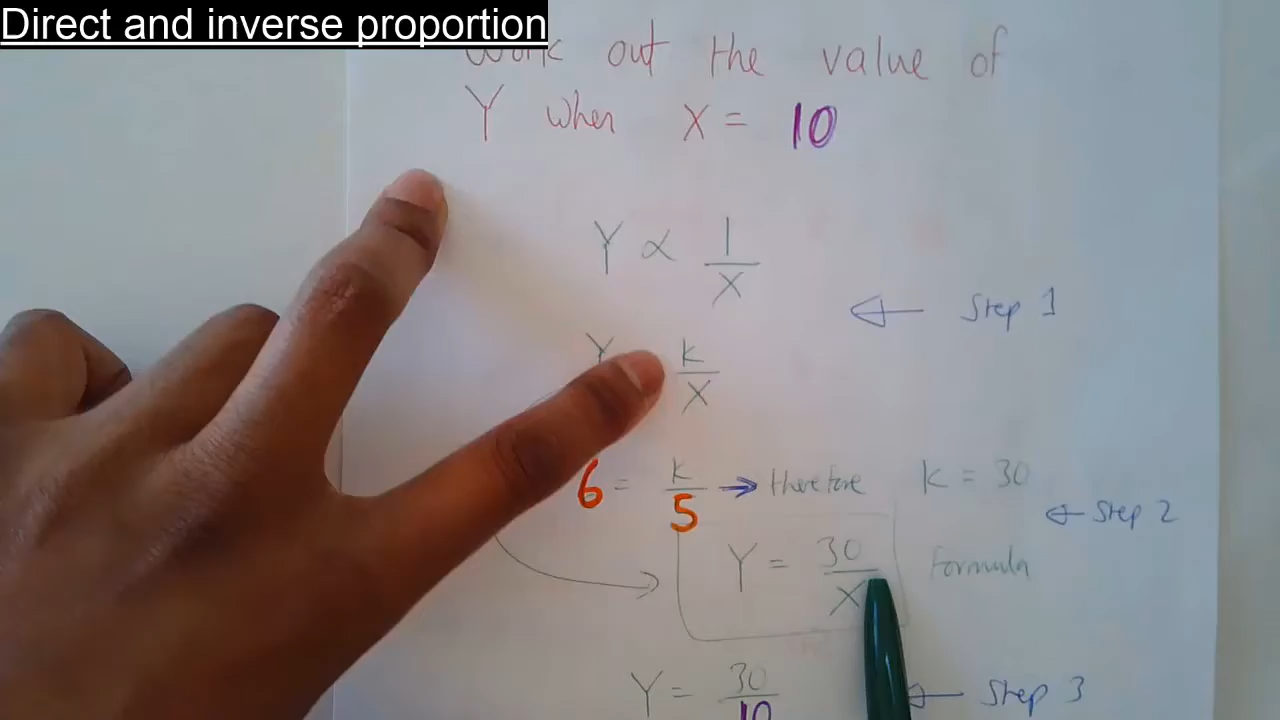 Direct and inverse proportion
Work out the value of
Y when X = 10
Y ∝ 1/X
← Step 1
Y k/X
6 = k/5 → therefore k = 30
← Step 2
Y = 30/X Formula
Y = 30/10 ← Step 3